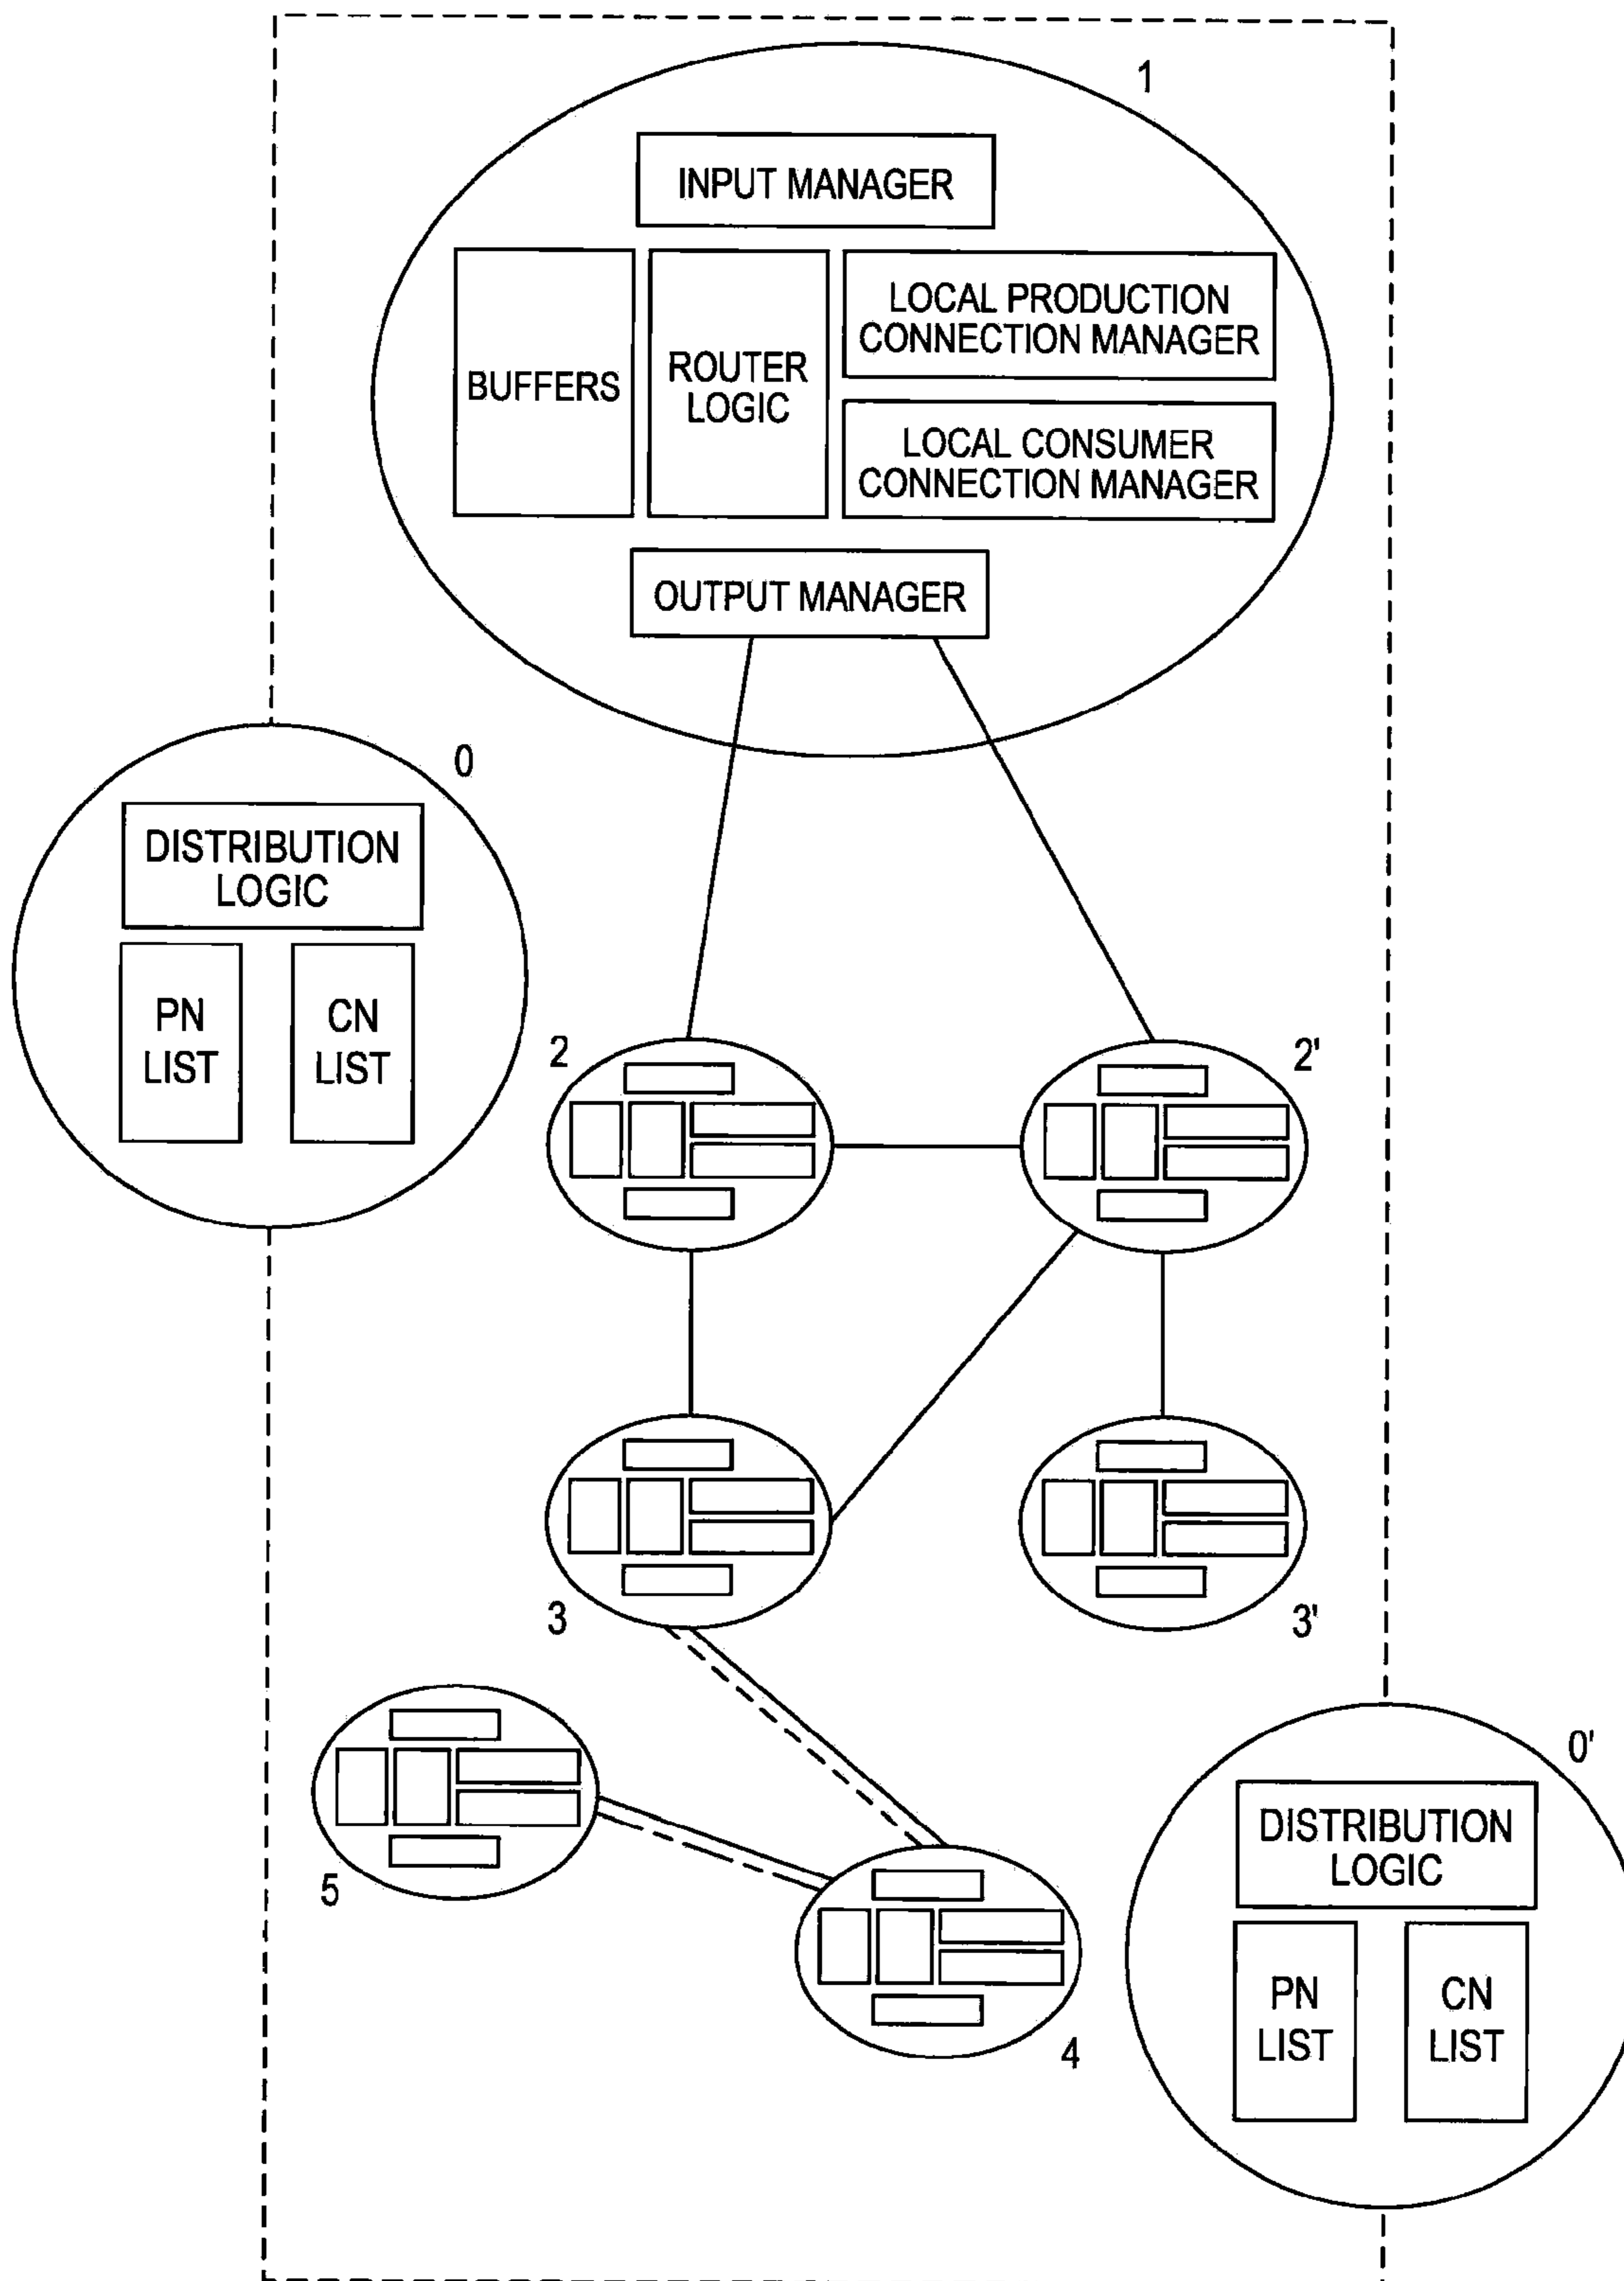 1
INPUT MANAGER
BUFFERS
ROUTER
LOGIC
LOCAL PRODUCTION
CONNECTION MANAGER
LOCAL CONSUMER
CONNECTION MANAGER
OUTPUT MANAGER
0
DISTRIBUTION
LOGIC
PN
LIST
CN
LIST
2
2'
3
3'
5
4
0'
DISTRIBUTION
LOGIC
PN
LIST
CN
LIST